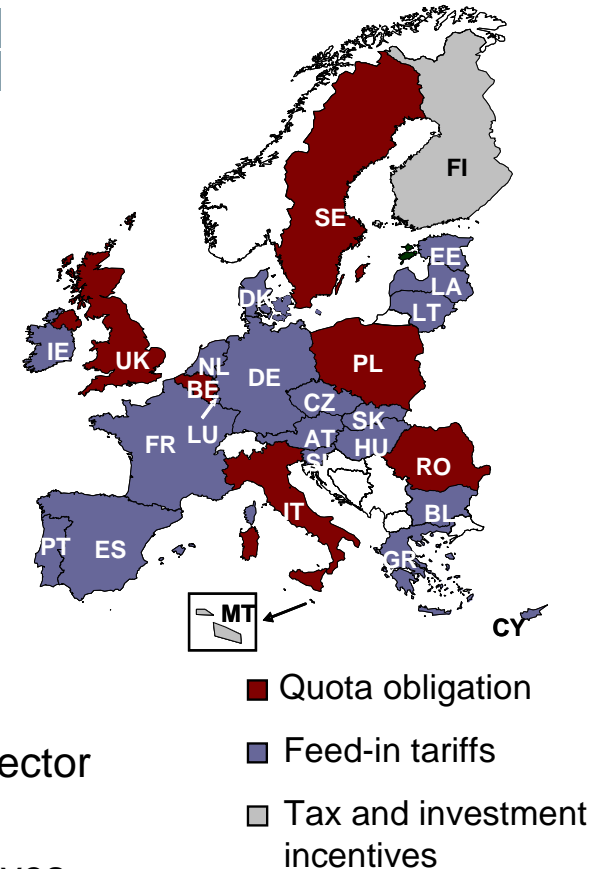 FI
SE
EE
LA
LT
DK
IE
UK
NL
DE
PL
BE
CZ
SK
LU
FR
AT
HU
SI
RO
IT
BL
PT
ES
GR
MT
CY
Quota obligation
ector
Feed-in tariffs
Tax and investment
incentives